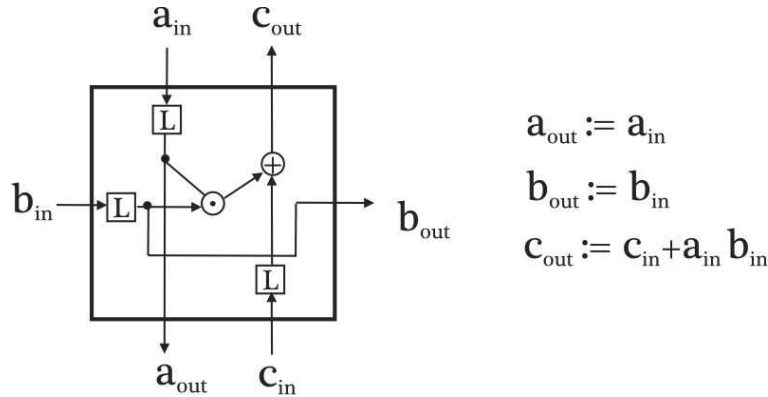 a_in c_out
L
b_in L b_out
L
a_out c_in
a_out := a_in
b_out := b_in
c_out := c_in+a_in b_in